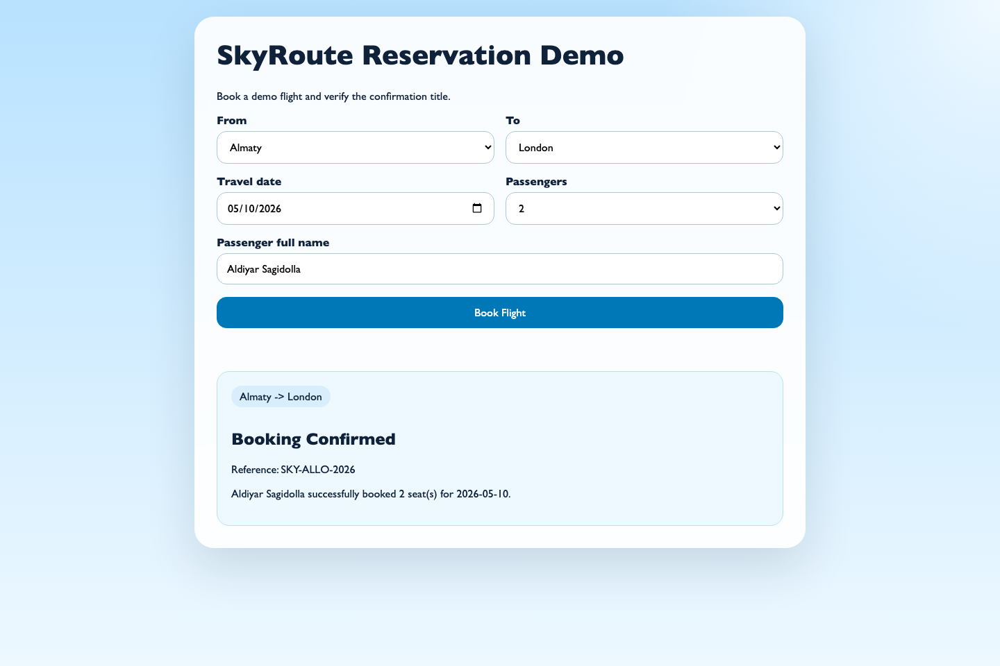 SkyRoute Reservation Demo
Book a demo flight and verify the confirmation title.
From
To
Almaty
London
Travel date
Passengers
05/10/2026
2
Passenger full name
Aldiyar Sagidolla
Book Flight
Almaty -> London
Booking Confirmed
Reference: SKY-ALLO-2026
Aldiyar Sagidolla successfully booked 2 seat(s) for 2026-05-10.